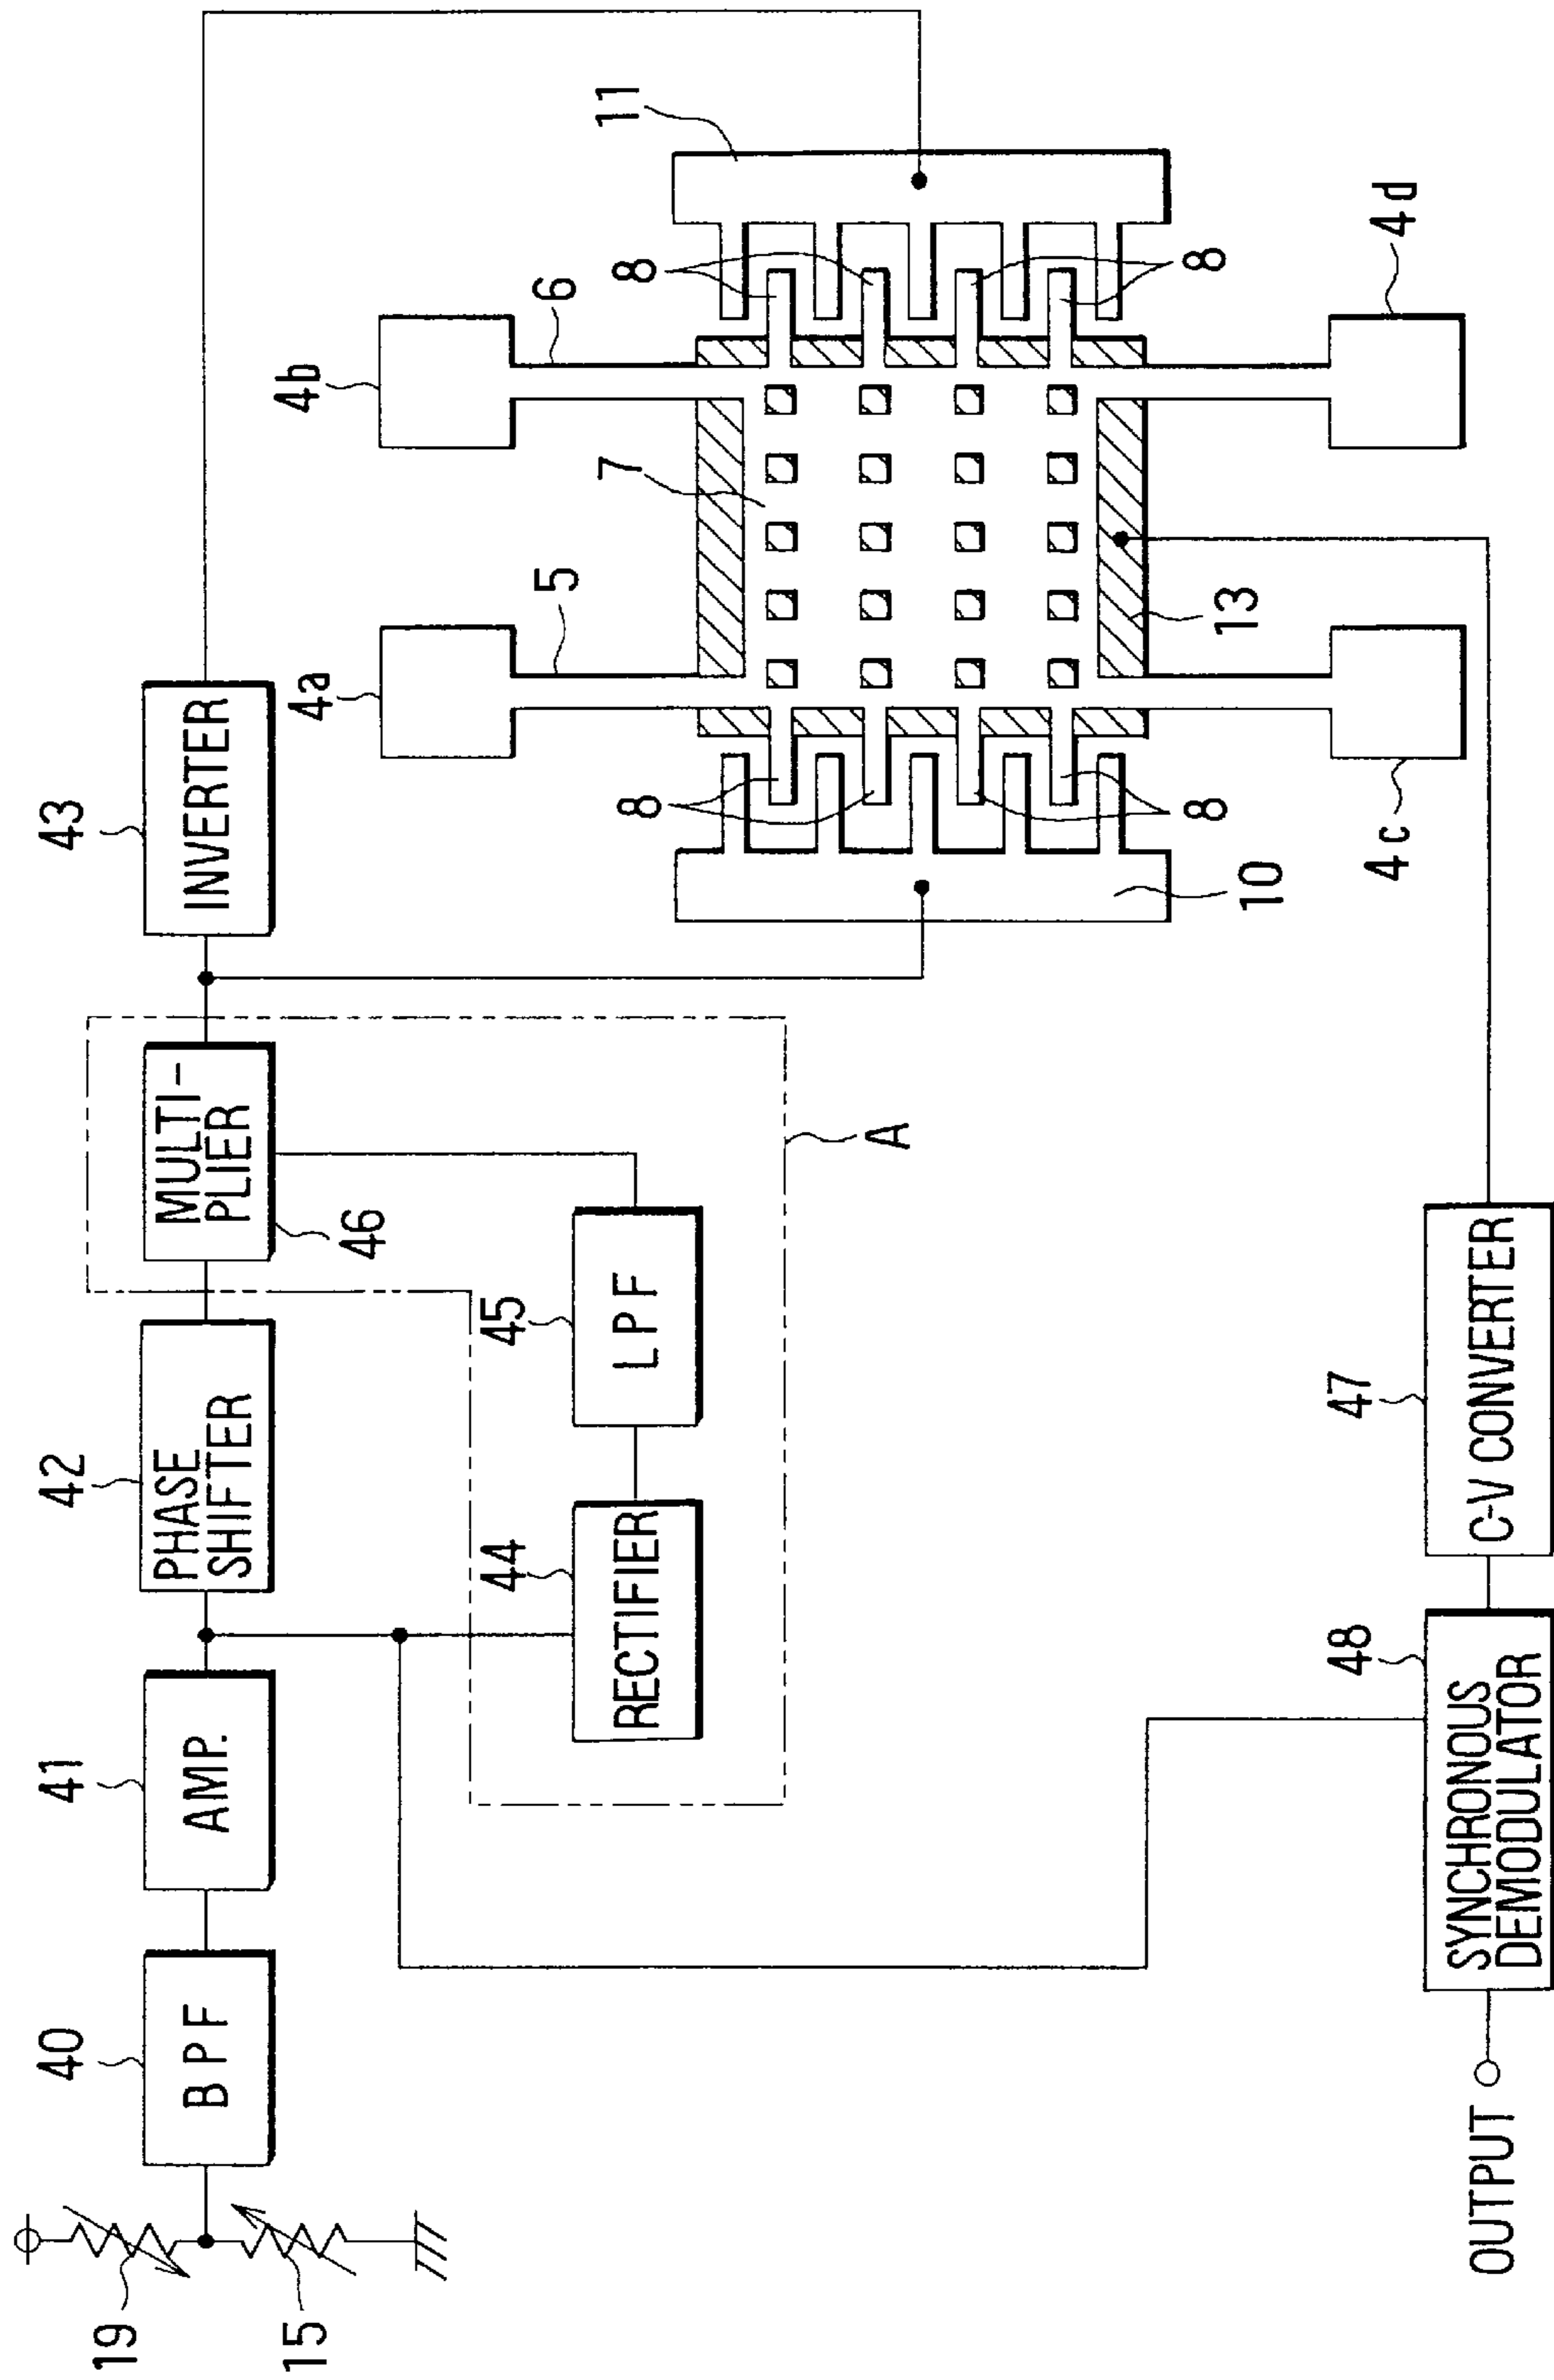 40
BPF
41
AMP.
42
PHASE
SHIFTER
46
MULTI-
PLIER
43
INVERTER
19
15
44
RECTIFIER
45
LPF
A
4a
4b
5
6
7
8
8
8
8
10
11
13
4c
4d
48
SYNCHRONOUS
DEMODULATOR
47
C-V CONVERTER
OUTPUT